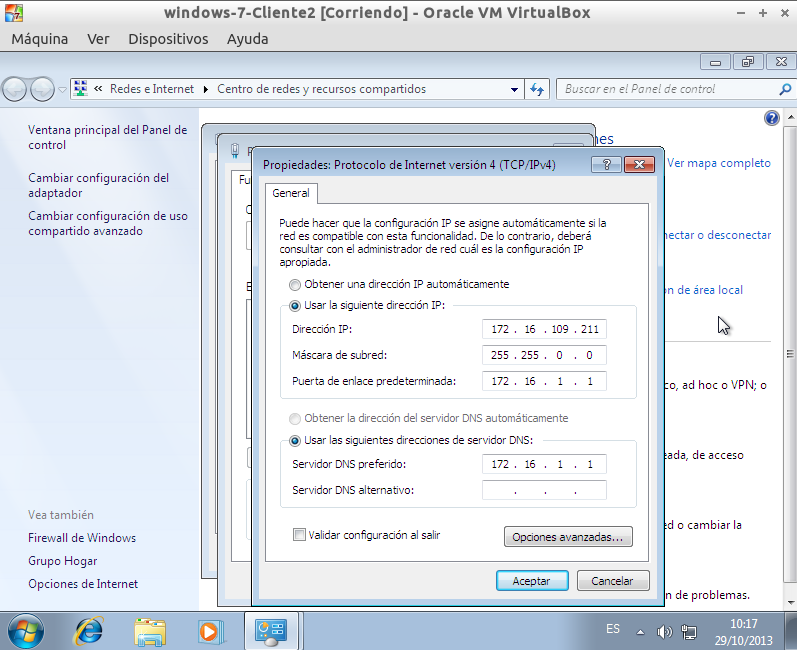 windows-7-Cliente2 [Corriendo] - Oracle VM VirtualBox
Máquina Ver Dispositivos Ayuda
Redes e Internet Centro de redes y recursos compartidos
Buscar en el Panel de control
Ventana principal del Panel de
control
Cambiar configuración del
adaptador
Cambiar configuración de uso
compartido avanzado
Ver mapa completo
o desconectar
de área local
, ad hoc o VPN; o
, de acceso
o cambiar la
de problemas.
Propiedades: Protocolo de Internet versión 4 (TCP/IPv4)
General
Puede hacer que la configuración IP se asigne automáticamente si la
red es compatible con esta funcionalidad. De lo contrario, deberá
consultar con el administrador de red cuál es la configuración IP
apropiada.
Obtener una dirección IP automáticamente
Usar la siguiente dirección IP:
Dirección IP: 172 . 16 . 109 . 211
Máscara de subred: 255 . 255 . 0 . 0
Puerta de enlace predeterminada: 172 . 16 . 1 . 1
Obtener la dirección del servidor DNS automáticamente
Usar las siguientes direcciones de servidor DNS:
Servidor DNS preferido: 172 . 16 . 1 . 1
Servidor DNS alternativo: . . .
Validar configuración al salir
Opciones avanzadas...
Aceptar Cancelar
Vea también
Firewall de Windows
Grupo Hogar
Opciones de Internet
ES
10:17
29/10/2013